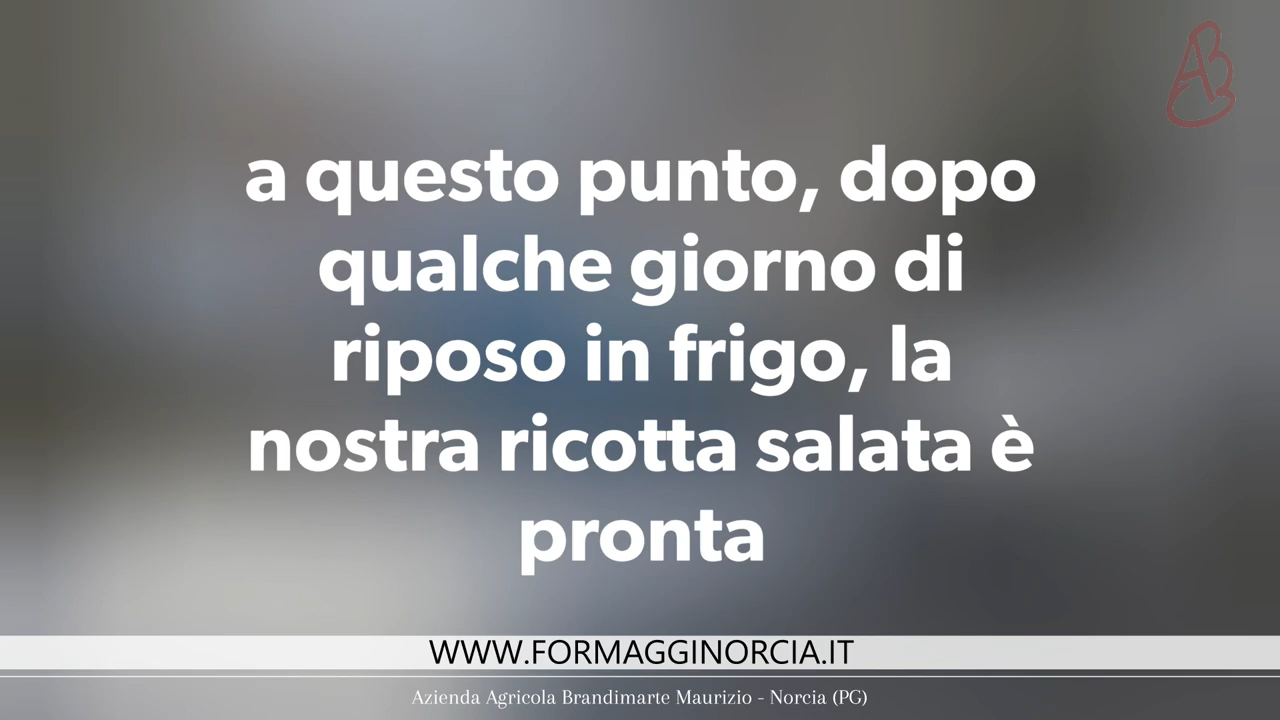 a questo punto, dopo
qualche giorno di
riposo in frigo, la
nostra ricotta salata è
pronta
WWW.FORMAGGINORCIA.IT
Azienda Agricola Brandimarte Maurizio - Norcia (PG)